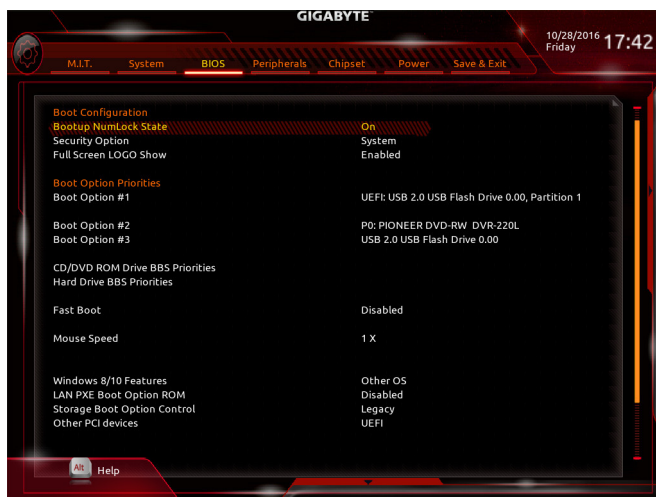 GIGABYTE
10/28/2016
Friday
17:42
M.I.T. System BIOS Peripherals Chipset Power Save & Exit
Boot Configuration
Bootup NumLock State On
Security Option System
Full Screen LOGO Show Enabled
Boot Option Priorities
Boot Option #1 UEFI: USB 2.0 USB Flash Drive 0.00, Partition 1
Boot Option #2 P0: PIONEER DVD-RW DVR-220L
Boot Option #3 USB 2.0 USB Flash Drive 0.00
CD/DVD ROM Drive BBS Priorities
Hard Drive BBS Priorities
Fast Boot Disabled
Mouse Speed 1 X
Windows 8/10 Features Other OS
LAN PXE Boot Option ROM Disabled
Storage Boot Option Control Legacy
Other PCI devices UEFI
Alt Help